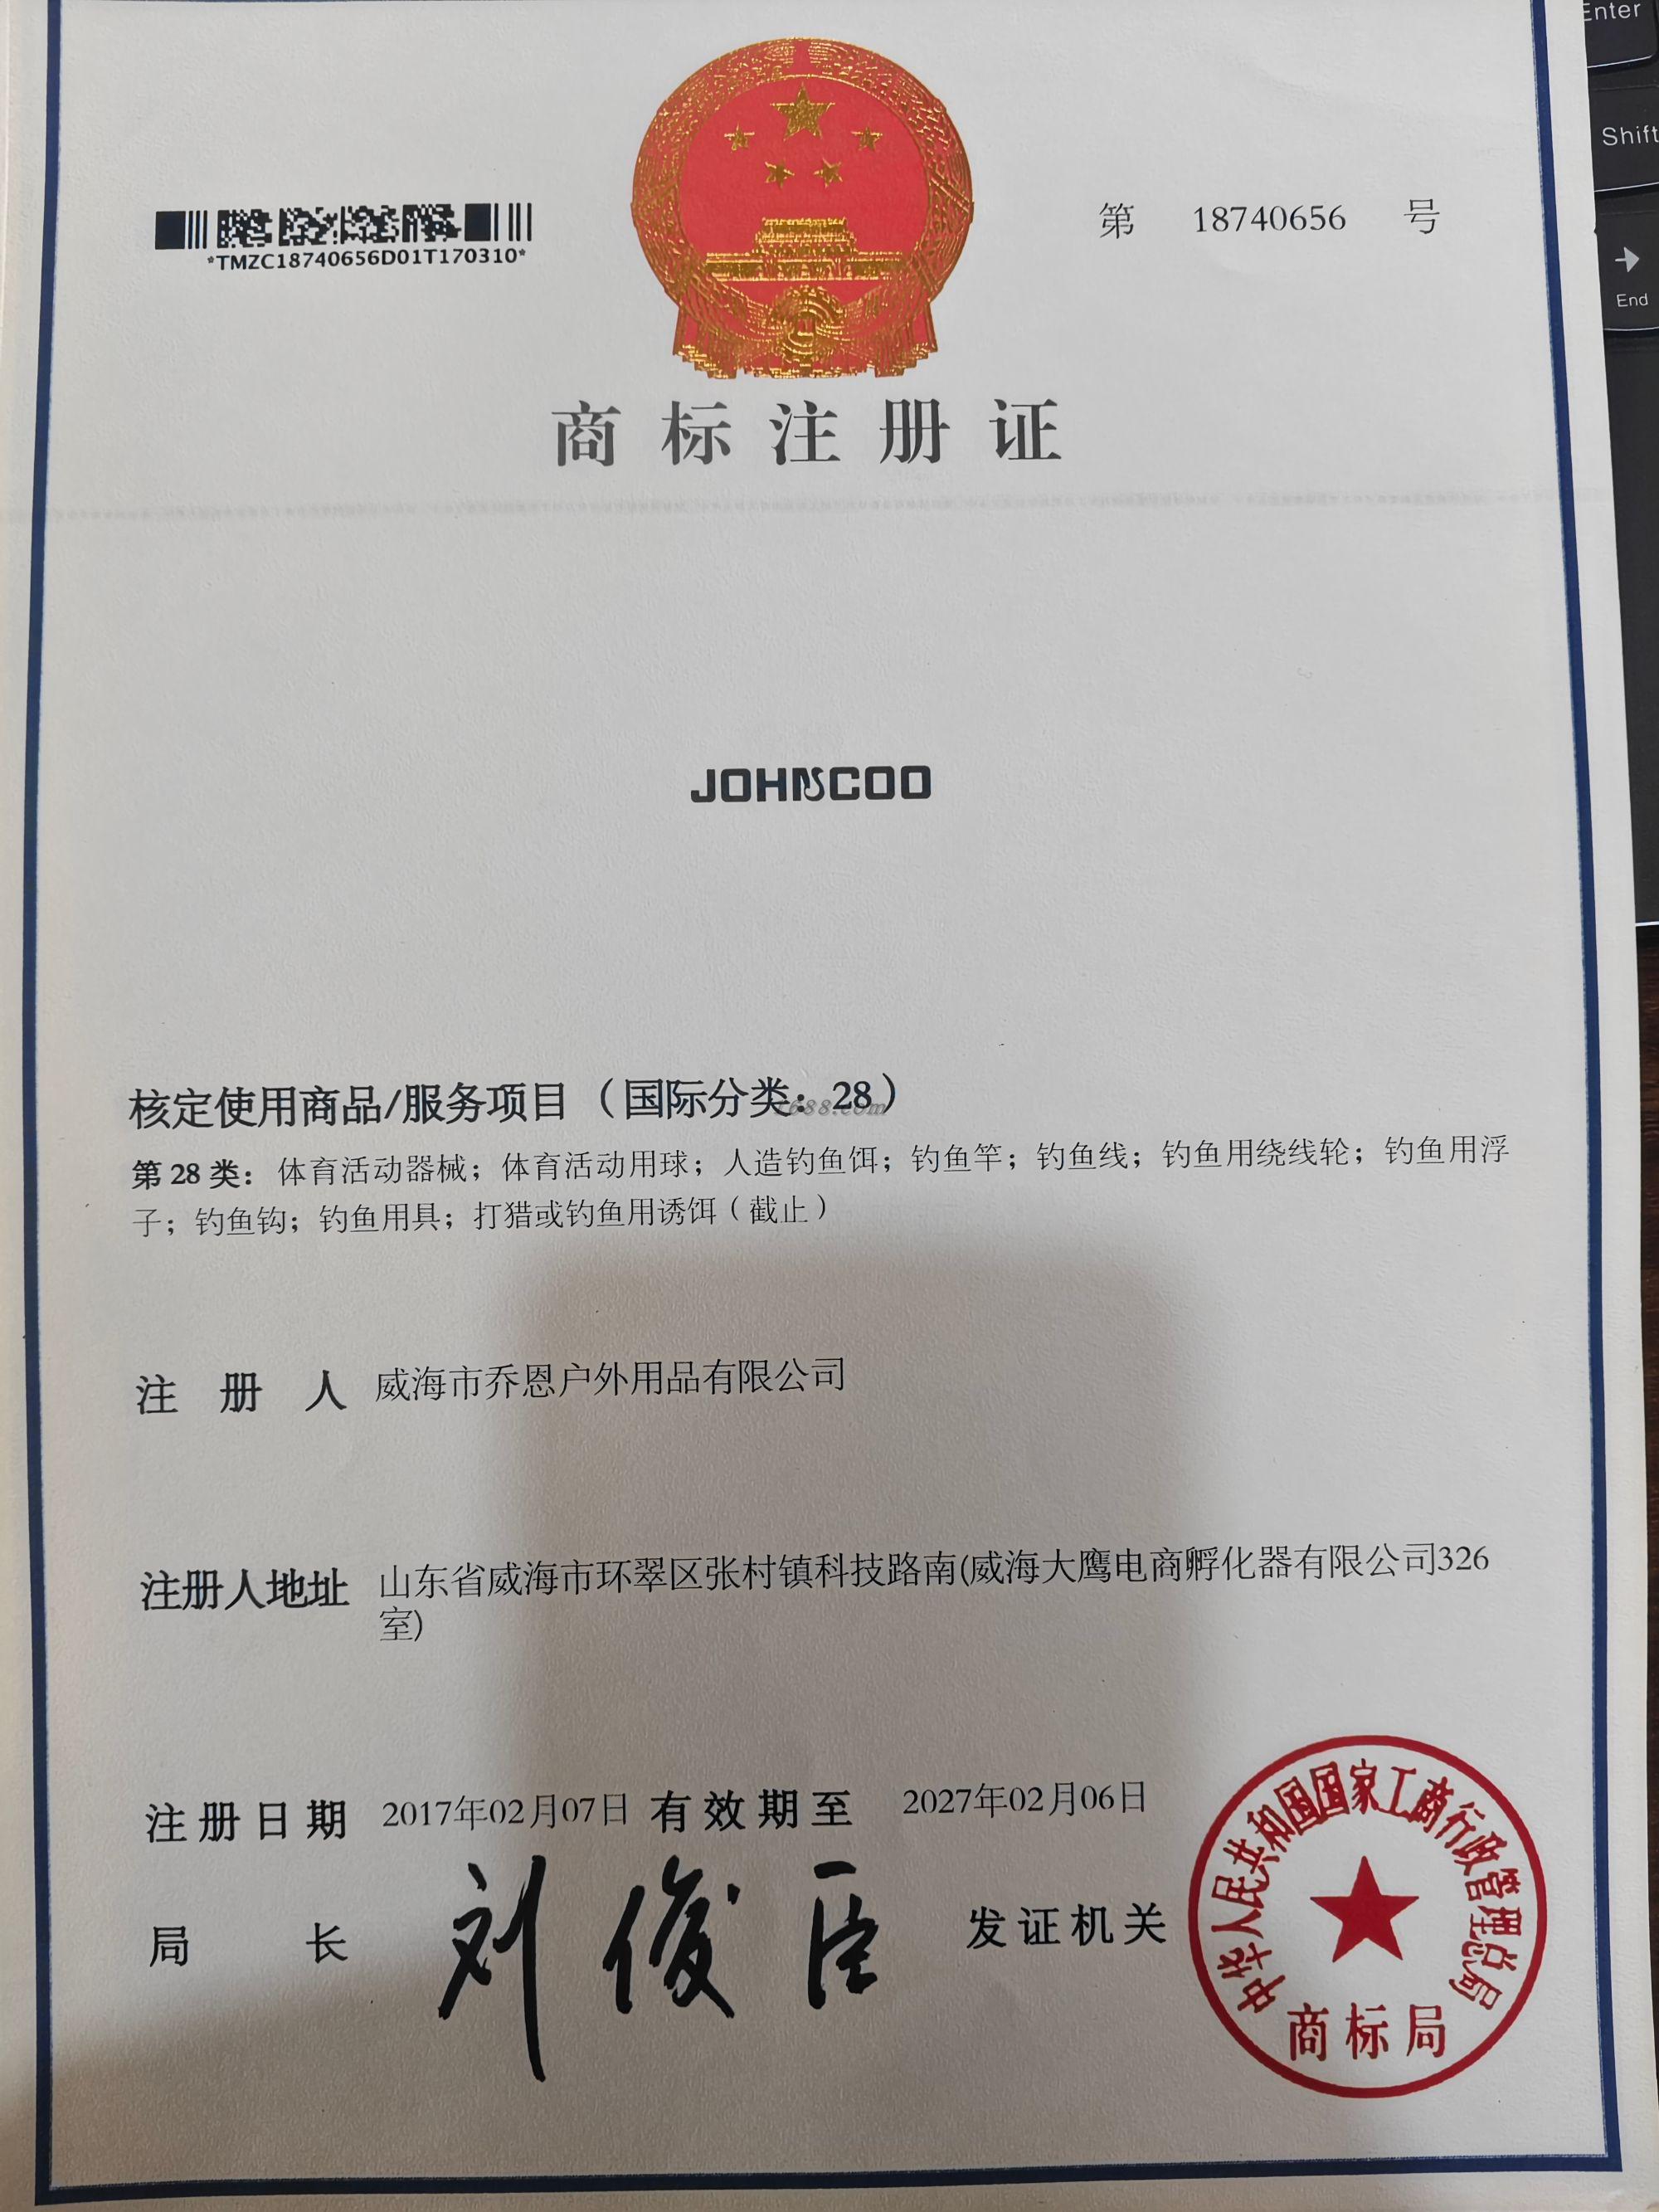 Enter
Shift
End
*TMZC18740656D01T170310*
第 18740656 号
商标注册证
JOHNSCOO
核定使用商品/服务项目（国际分类：28）
1688.com
第28类：体育活动器械；体育活动用球；人造钓鱼饵；钓鱼竿；钓鱼线；钓鱼用绕线轮；钓鱼用浮
子；钓鱼钩；钓鱼用具；打猎或钓鱼用诱饵（截止）
注册人 威海市乔恩户外用品有限公司
注册人地址 山东省威海市环翠区张村镇科技路南(威海大鹰电商孵化器有限公司326
室)
注册日期 2017年02月07日 有效期至 2027年02月06日
局长 刘俊臣 发证机关
中华人民共和国国家工商行政管理总局
商标局